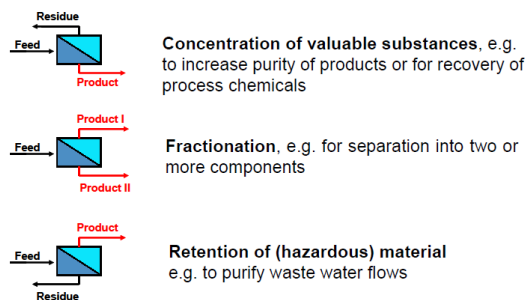 Residue
Feed
Product
Concentration of valuable substances, e.g.
to increase purity of products or for recovery of
process chemicals
Product I
Feed
Product II
Fractionation, e.g. for separation into two or
more components
Product
Feed
Residue
Retention of (hazardous) material
e.g. to purify waste water flows